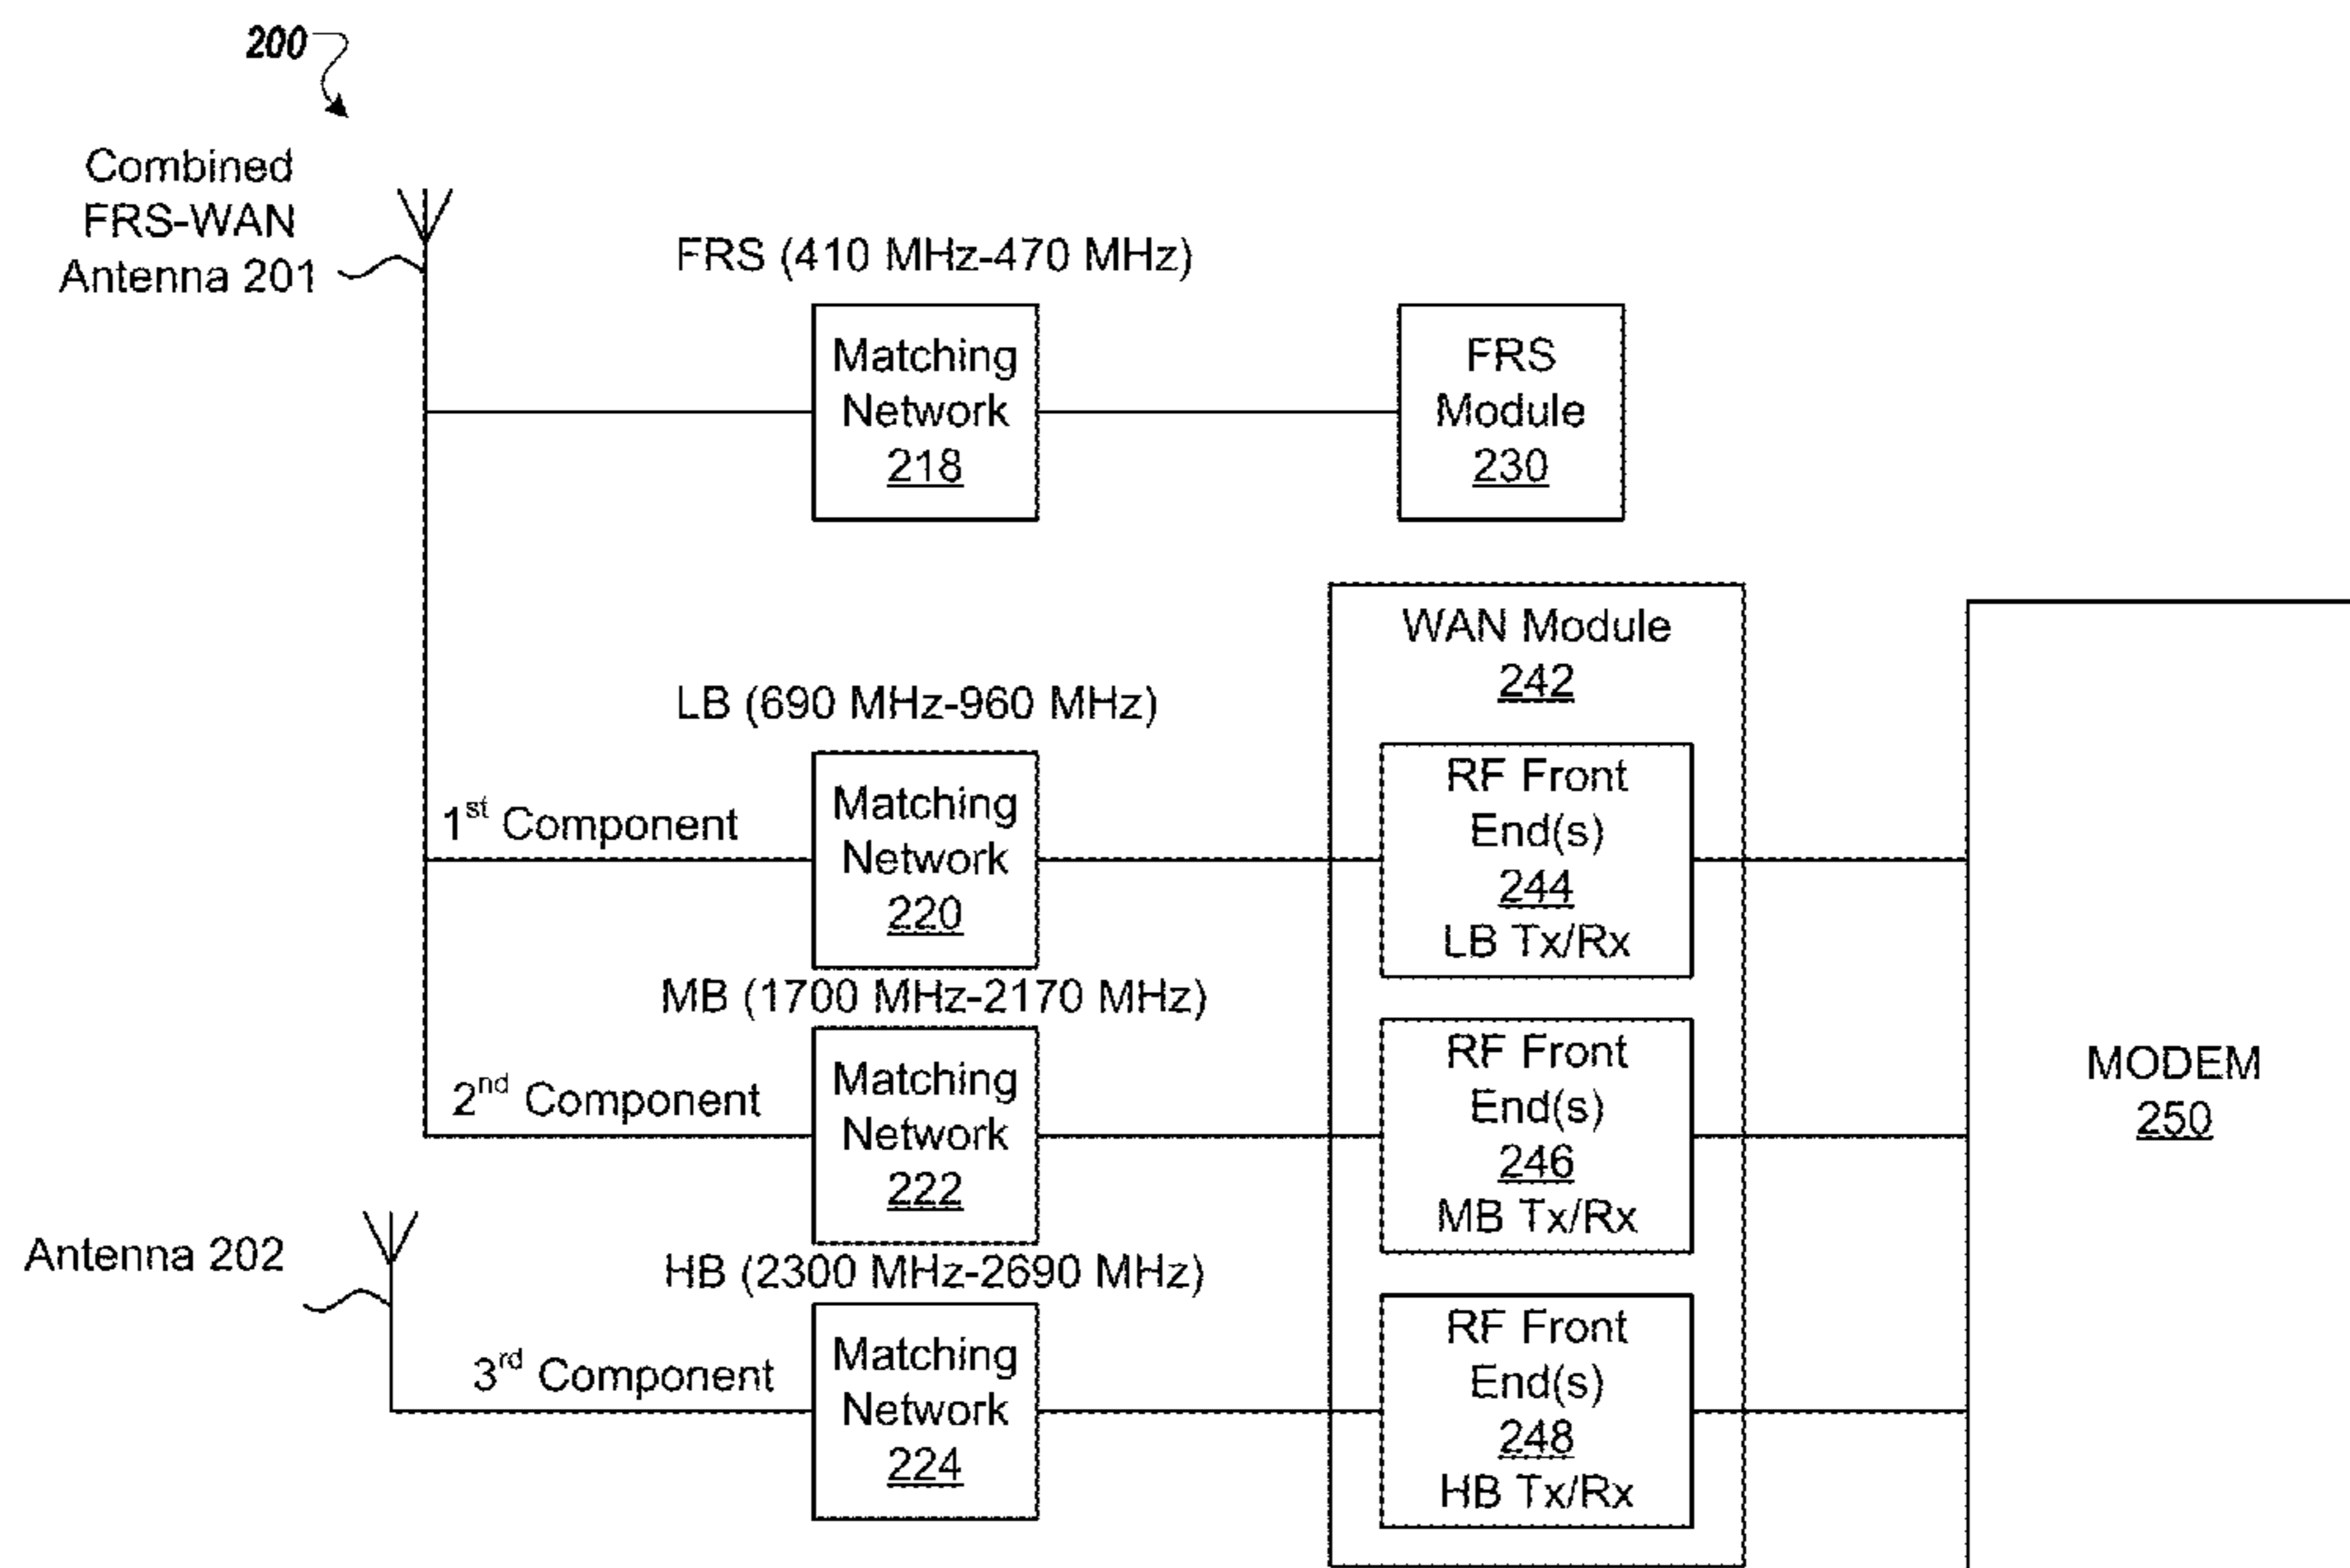 200
Combined
FRS-WAN
Antenna 201
FRS (410 MHz-470 MHz)
Matching
Network
218
FRS
Module
230
WAN Module
242
LB (690 MHz-960 MHz)
1st Component
Matching
Network
220
RF Front
End(s)
244
LB Tx/Rx
MB (1700 MHz-2170 MHz)
2nd Component
Matching
Network
222
RF Front
End(s)
246
MB Tx/Rx
MODEM
250
Antenna 202
HB (2300 MHz-2690 MHz)
3rd Component
Matching
Network
224
RF Front
End(s)
248
HB Tx/Rx